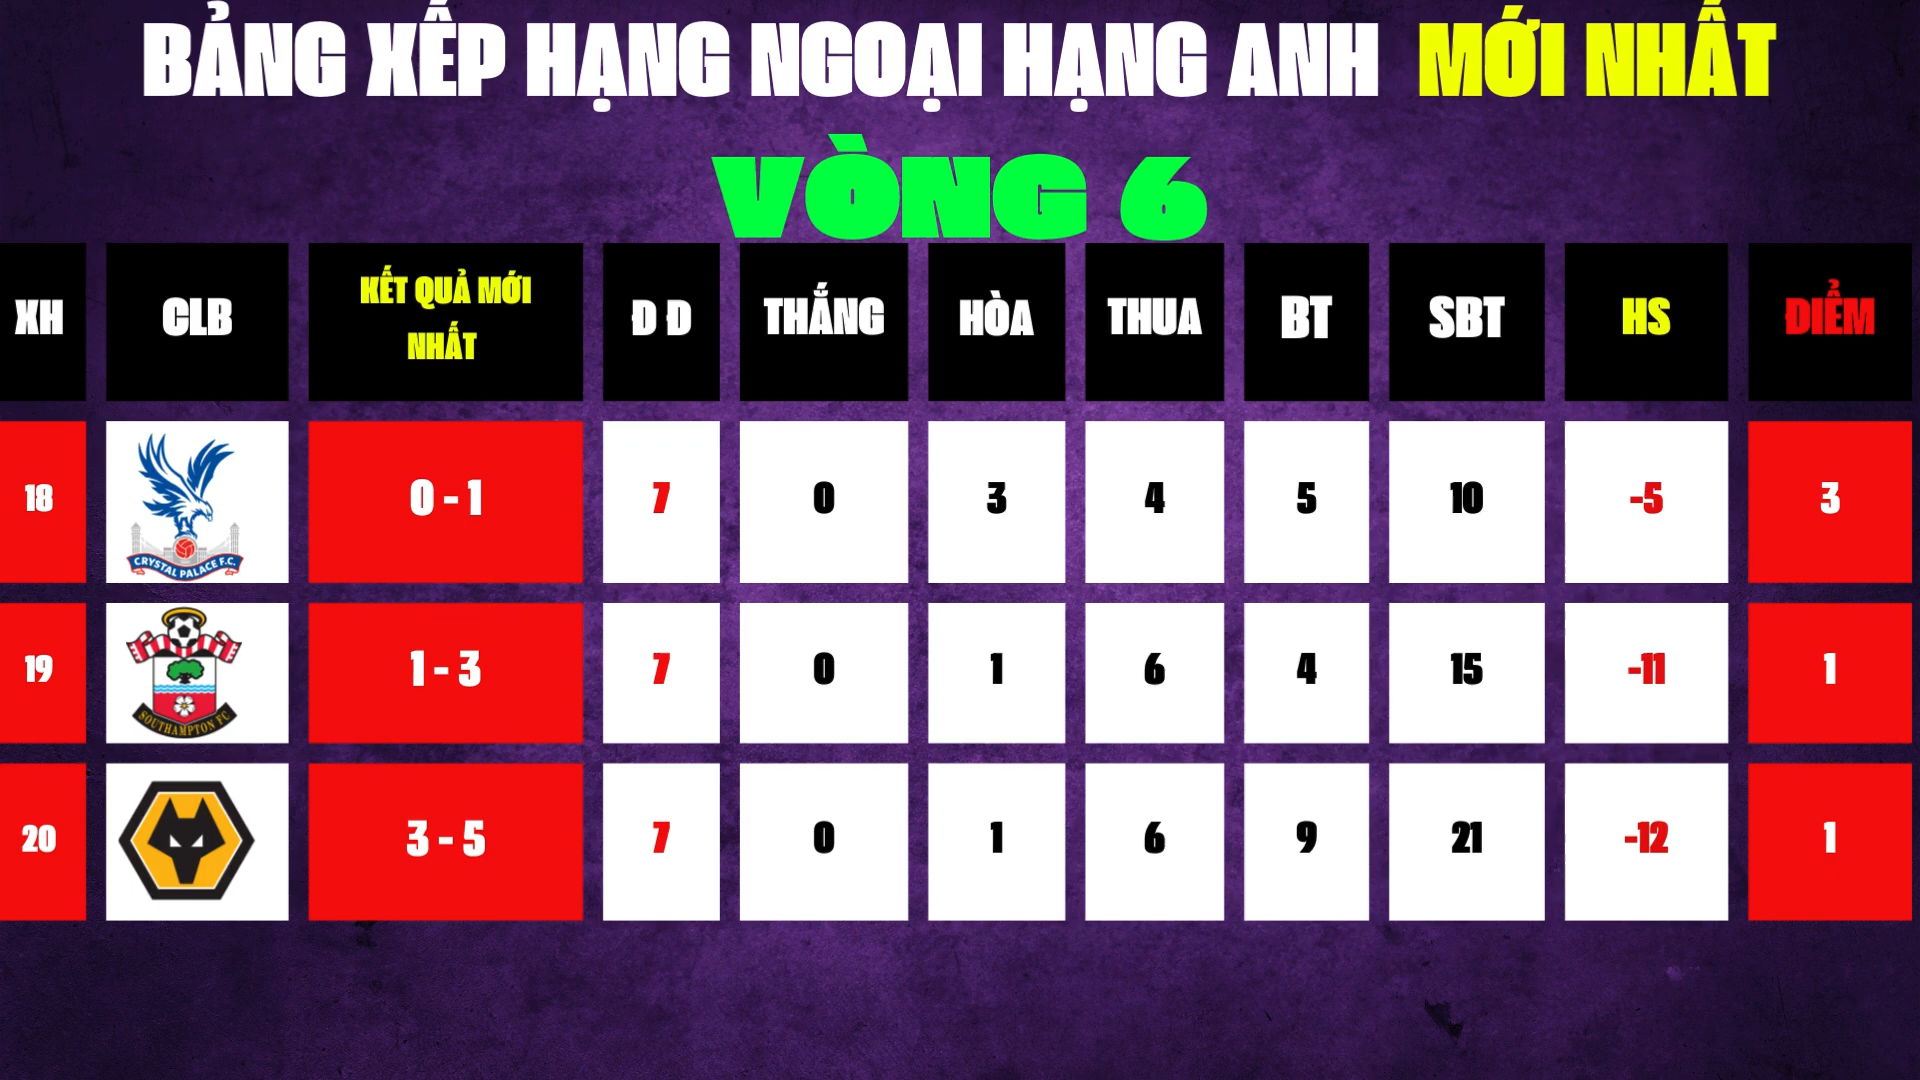 BẢNG XẾP HẠNG NGOẠI HẠNG ANH MỚI NHẤT
VÒNG 6
XH CLB KẾT QUẢ MỚI NHẤT Đ Đ THẮNG HÒA THUA BT SBT HS ĐIỂM
18 CRYSTAL PALACE F.C. 0 - 1 7 0 3 4 5 10 -5 3
19 SOUTHAMPTON FC 1 - 3 7 0 1 6 4 15 -11 1
20 3 - 5 7 0 1 6 9 21 -12 1